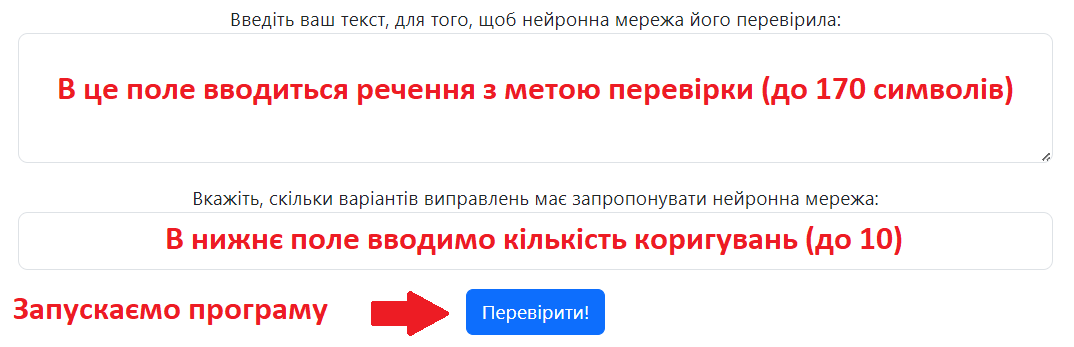 Введіть ваш текст, для того, щоб нейронна мережа його перевірила:
В це поле вводиться речення з метою перевірки (до 170 символів)
Вкажіть, скільки варіантів виправлень має запропонувати нейронна мережа:
В нижнє поле вводимо кількість коригувань (до 10)
Запускаємо програму
Перевірити!